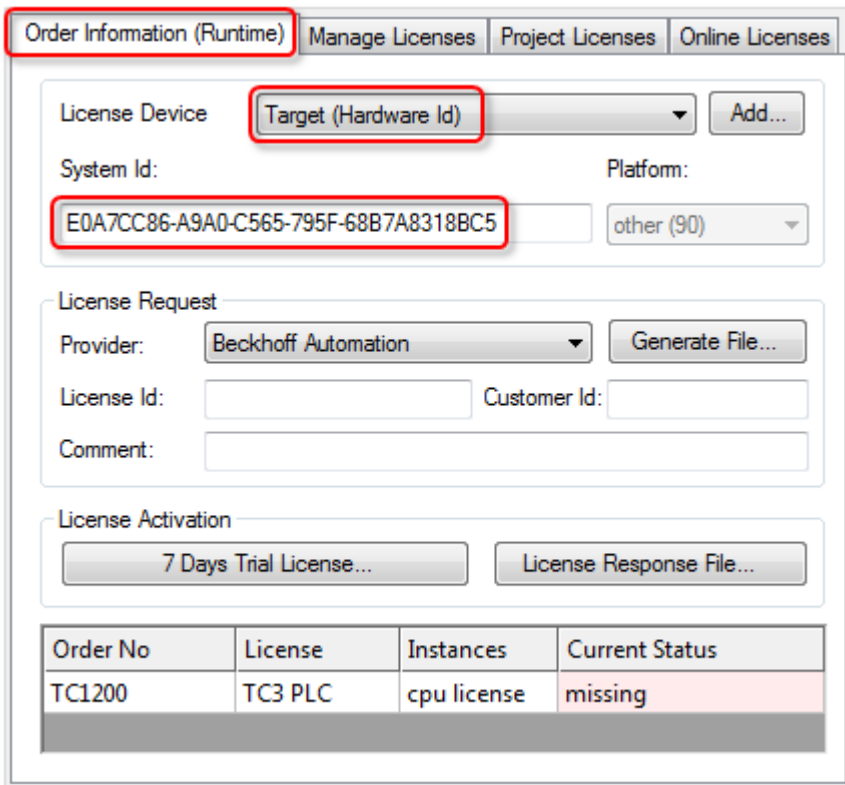 Order Information (Runtime) Manage Licenses Project Licenses Online Licenses
License Device Target (Hardware Id) Add...
System Id: Platform:
E0A7CC86-A9A0-C565-795F-68B7A8318BC5 other (90)
License Request
Provider: Beckhoff Automation Generate File...
License Id: Customer Id:
Comment:
License Activation
7 Days Trial License... License Response File...
Order No License Instances Current Status
TC1200 TC3 PLC cpu license missing